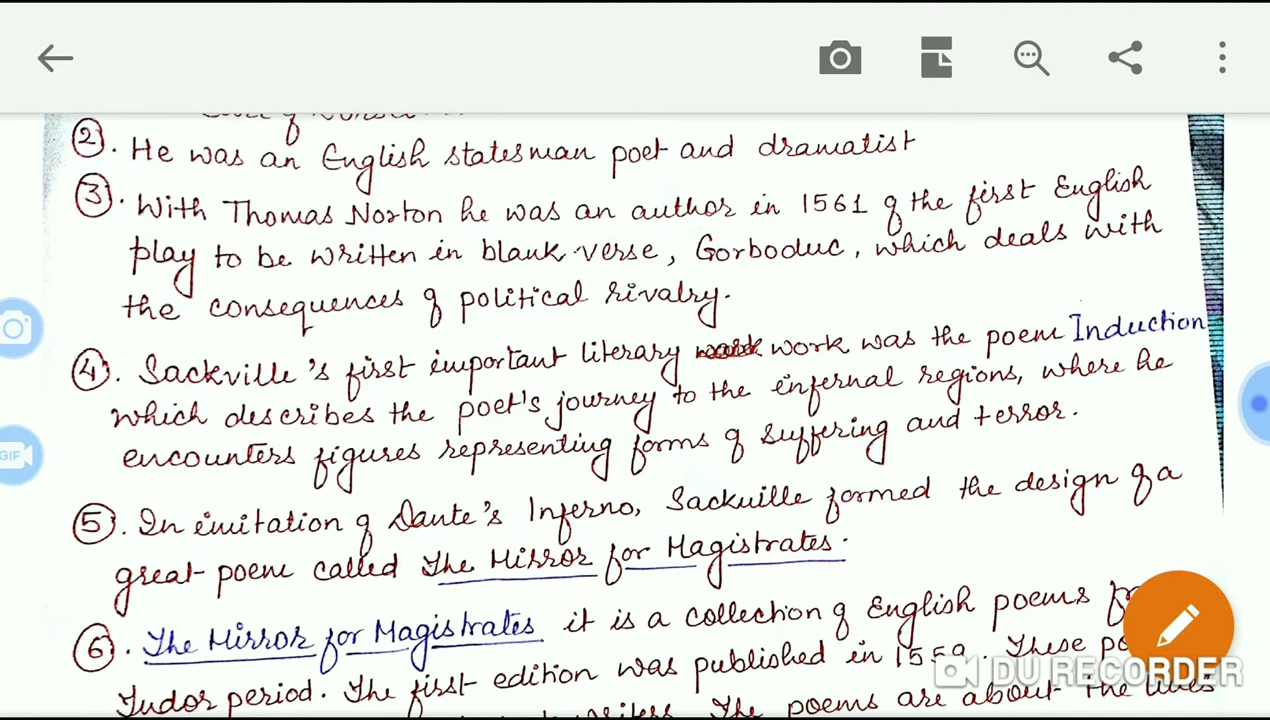 2. He was an English statesman poet and dramatist
3. With Thomas Norton he was an author in 1561 of the first English
play to be written in blank verse, Gorboduc, which deals with
the consequences of political rivalry.
4. Sackville's first important literary work was the poem Induction
which describes the poet's journey to the infernal regions, where he
encounters figures representing forms of suffering and terror.
5. In imitation of Dante's Inferno, Sackville formed the design of a
great poem called The Mirror for Magistrates.
6. The Mirror for Magistrates it is a collection of English poems
Tudor period. The first edition was published in 1559. These
The poems are about the lives
GIF
DU RECORDER